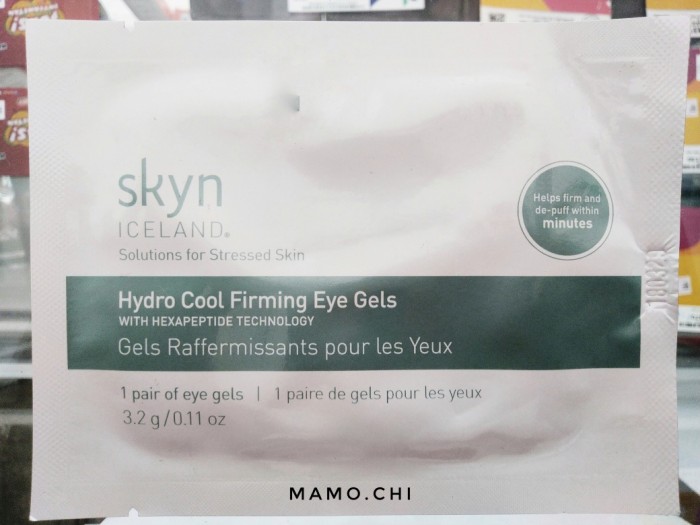 skyn
ICELAND®
Solutions for Stressed Skin
Helps firm and
de-puff within
minutes
Hydro Cool Firming Eye Gels
WITH HEXAPEPTIDE TECHNOLOGY
Gels Raffermissants pour les Yeux
1 pair of eye gels | 1 paire de gels pour les yeux
3.2 g/0.11 oz
MAMO.CHI